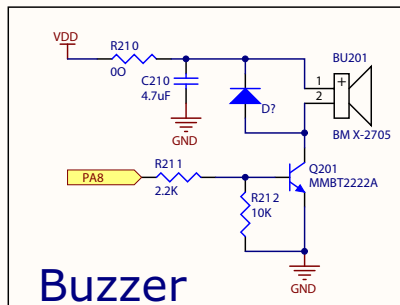 VDD
R210
0O
C210
4.7uF
GND
D?
BU201
1
+
2
BM X-2705
PA8
R211
2.2K
R212
10K
Q201
MMBT2222A
GND
Buzzer